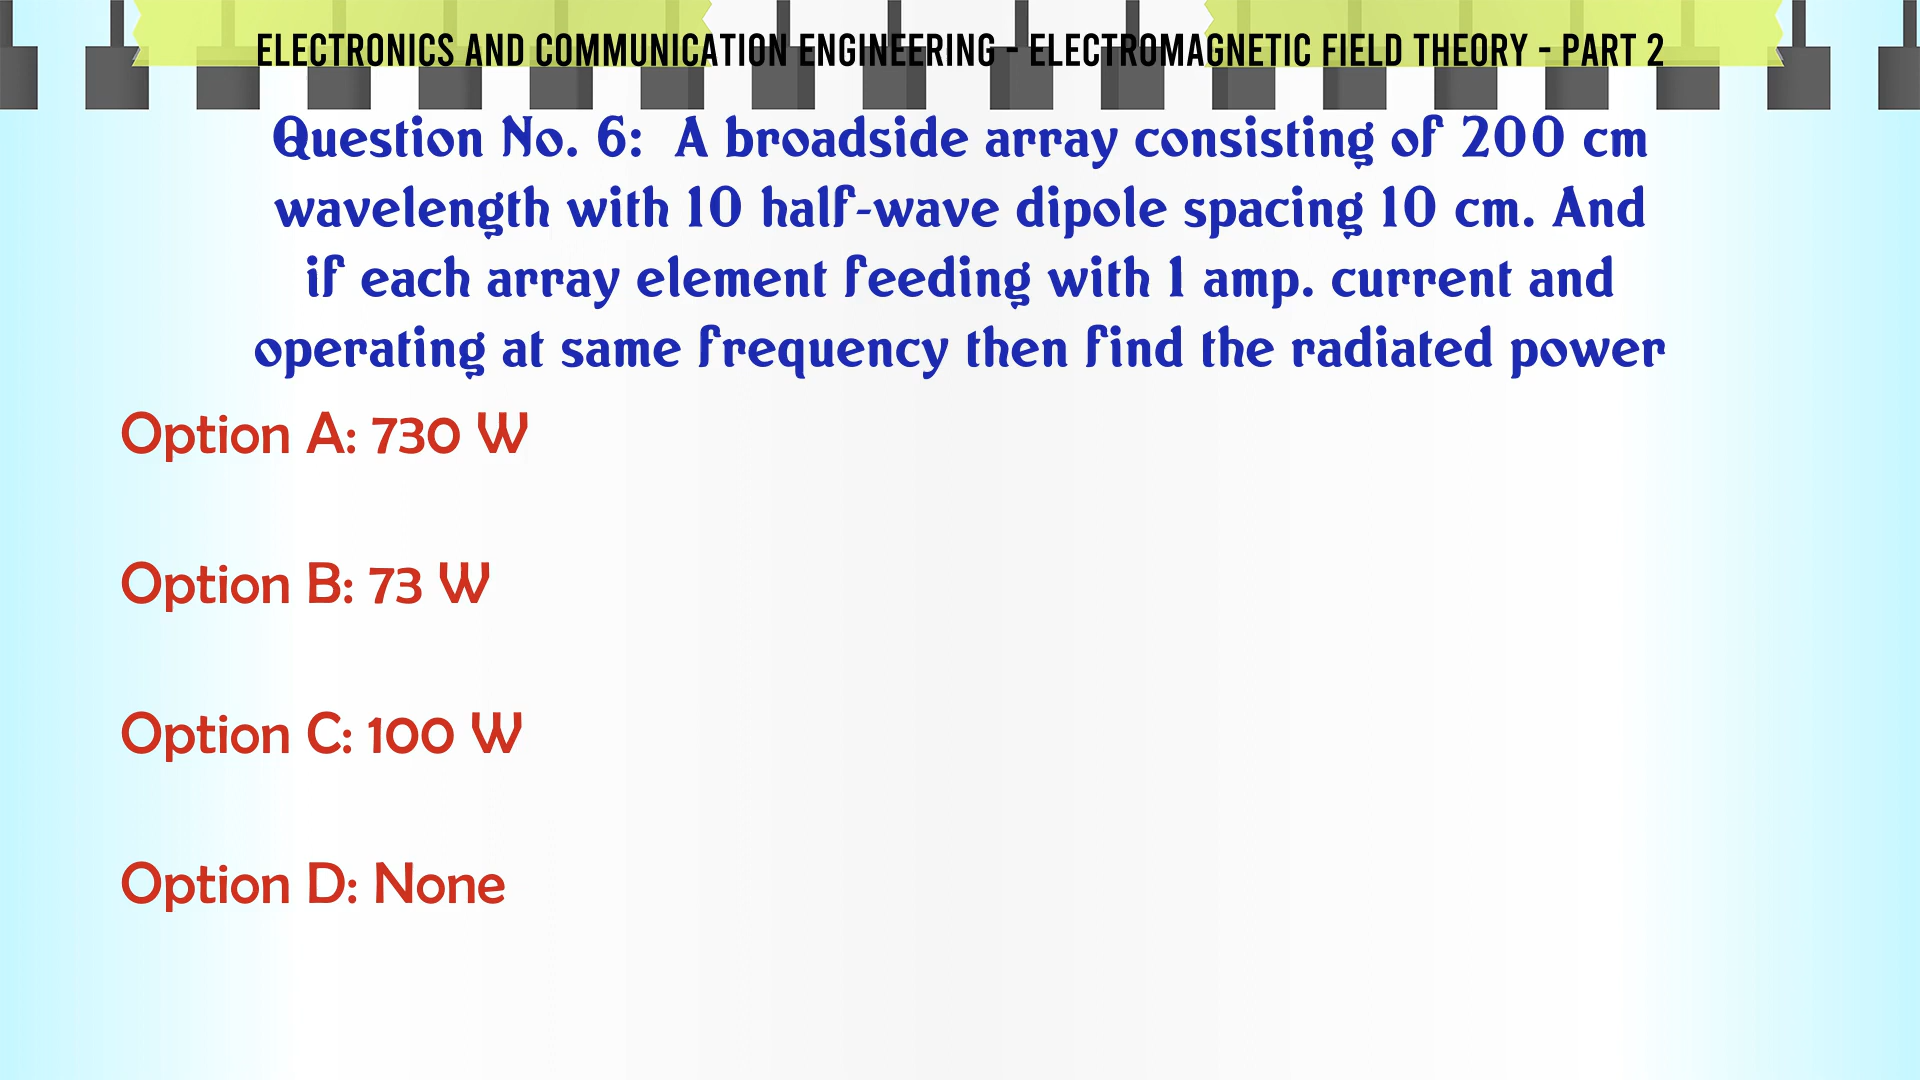 ELECTRONICS AND COMMUNICATION ENGINEERING - ELECTROMAGNETIC FIELD THEORY - PART 2
Question No. 6: A broadside array consisting of 200 cm
wavelength with 10 half-wave dipole spacing 10 cm. And
if each array element feeding with 1 amp. current and
operating at same frequency then find the radiated power
Option A: 730 W
Option B: 73 W
Option C: 100 W
Option D: None